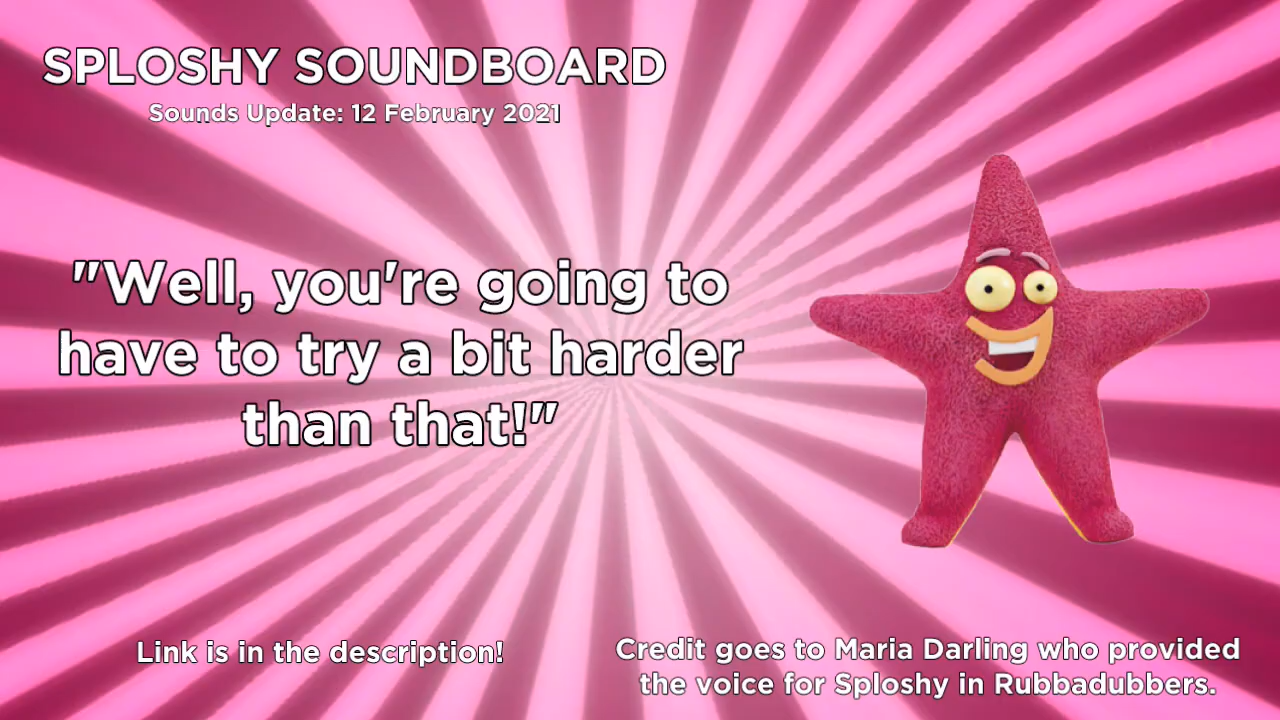 SPLOSHY SOUNDBOARD
Sounds Update: 12 February 2021
"Well, you're going to
have to try a bit harder
than that!"
Link is in the description!
Credit goes to Maria Darling who provided
the voice for Sploshy in Rubbadubbers.